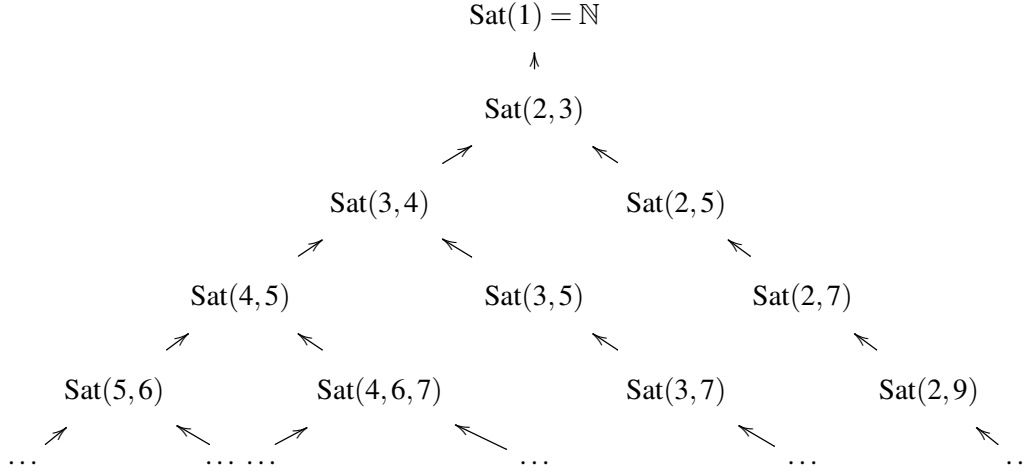 Sat(1) = ℕ
Sat(2,3)
Sat(3,4) Sat(2,5)
Sat(4,5) Sat(3,5) Sat(2,7)
Sat(5,6) Sat(4,6,7) Sat(3,7) Sat(2,9)
... ... ... ... ... ..